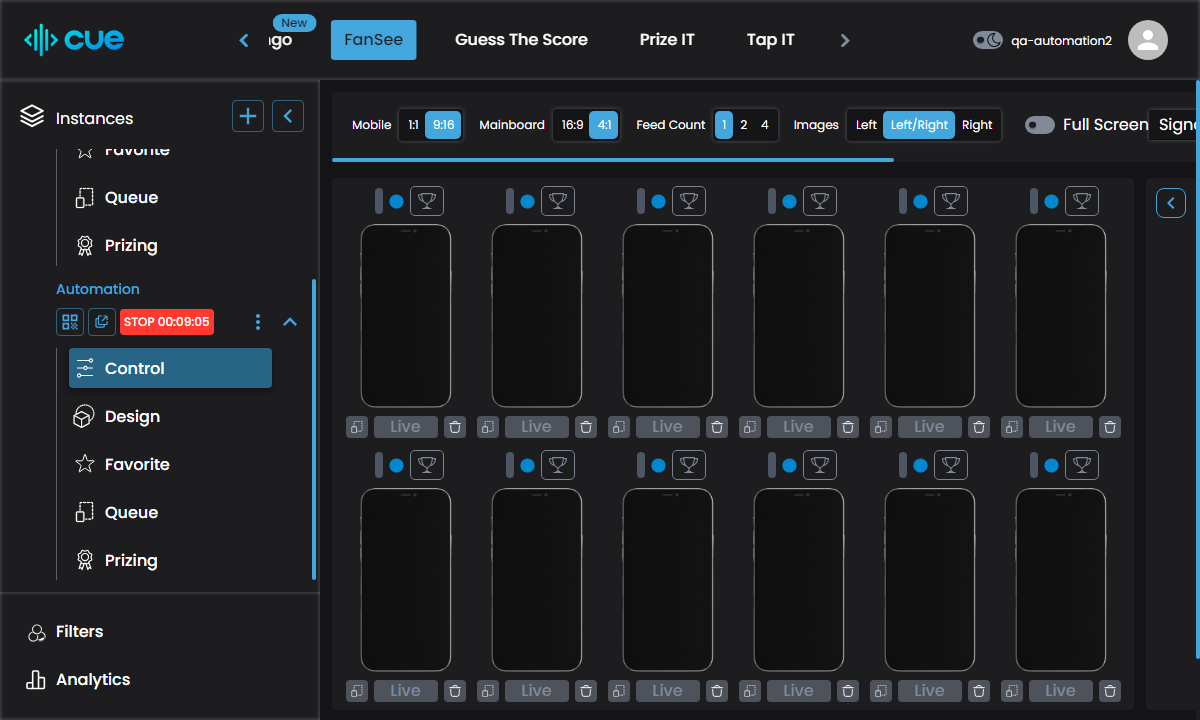 cue
New
ngo
FanSee
Guess The Score
Prize IT
Tap IT
qa-automation2
Instances
Favorite
Queue
Prizing
Automation
STOP 00:09:05
Control
Design
Favorite
Queue
Prizing
Filters
Analytics
Mobile 1:1 9:16 Mainboard 16:9 4:1 Feed Count 1 2 4 Images Left Left/Right Right Full Screen Signa
Live Live Live Live Live Live
Live Live Live Live Live Live